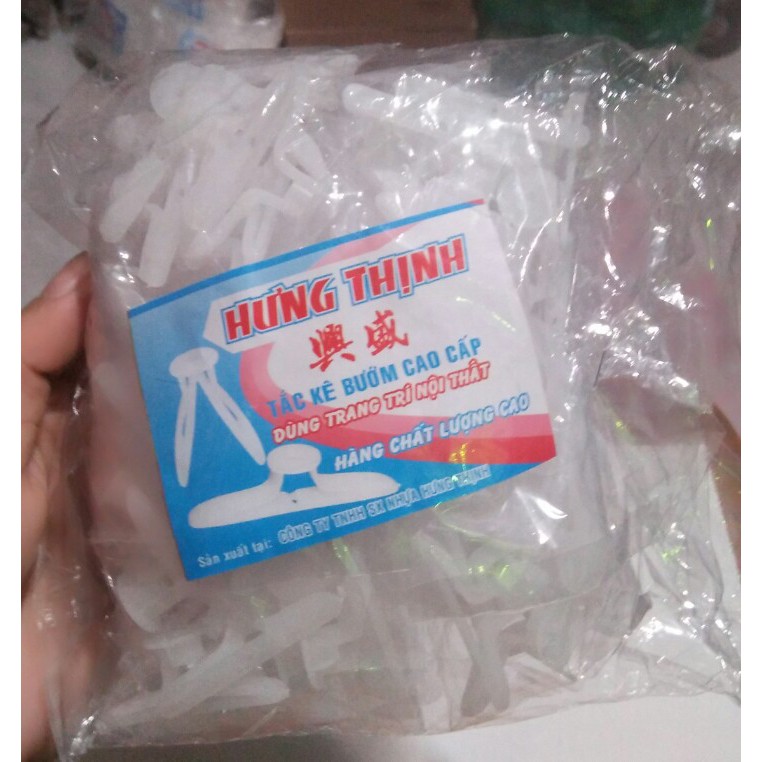 HƯNG THỊNH
興盛
TẮC KÊ BƯỚM CAO CẤP
DÙNG TRANG TRÍ NỘI THẤT
HÀNG CHẤT LƯỢNG CAO
Sản xuất tại: CÔNG TY TNHH SX NHỰA HƯNG THỊNH